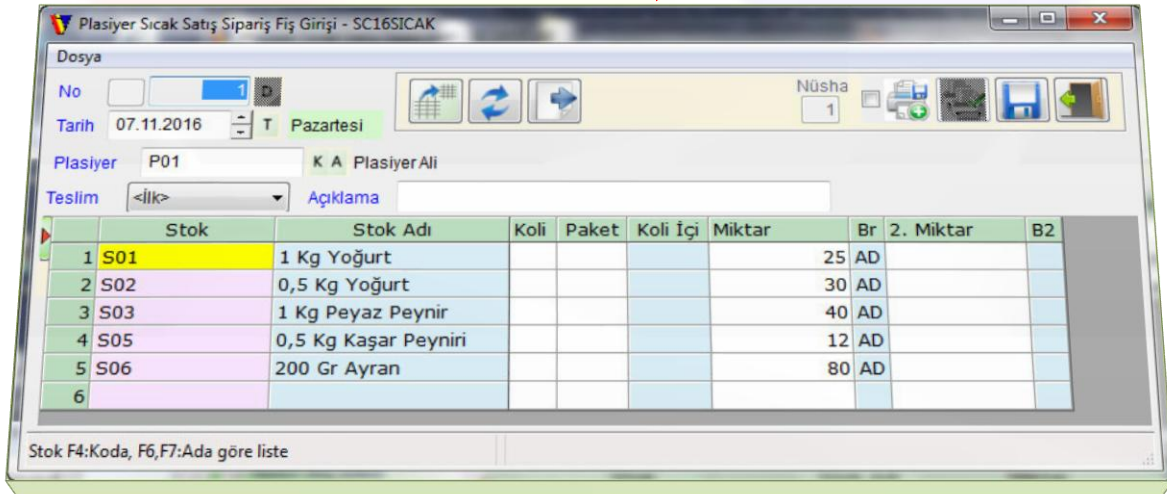 Plasiyer Sıcak Satış Sipariş Fiş Girişi - SC16SICAK
Dosya
No 1 D
Nüsha
1
Tarih 07.11.2016 T Pazartesi
Plasiyer P01 K A Plasiyer Ali
Teslim <İlk> Açıklama
Stok Stok Adı Koli Paket Koli İçi Miktar Br 2. Miktar B2
1 S01 1 Kg Yoğurt 25 AD
2 S02 0,5 Kg Yoğurt 30 AD
3 S03 1 Kg Peyaz Peynir 40 AD
4 S05 0,5 Kg Kaşar Peyniri 12 AD
5 S06 200 Gr Ayran 80 AD
6
Stok F4:Koda, F6,F7:Ada göre liste